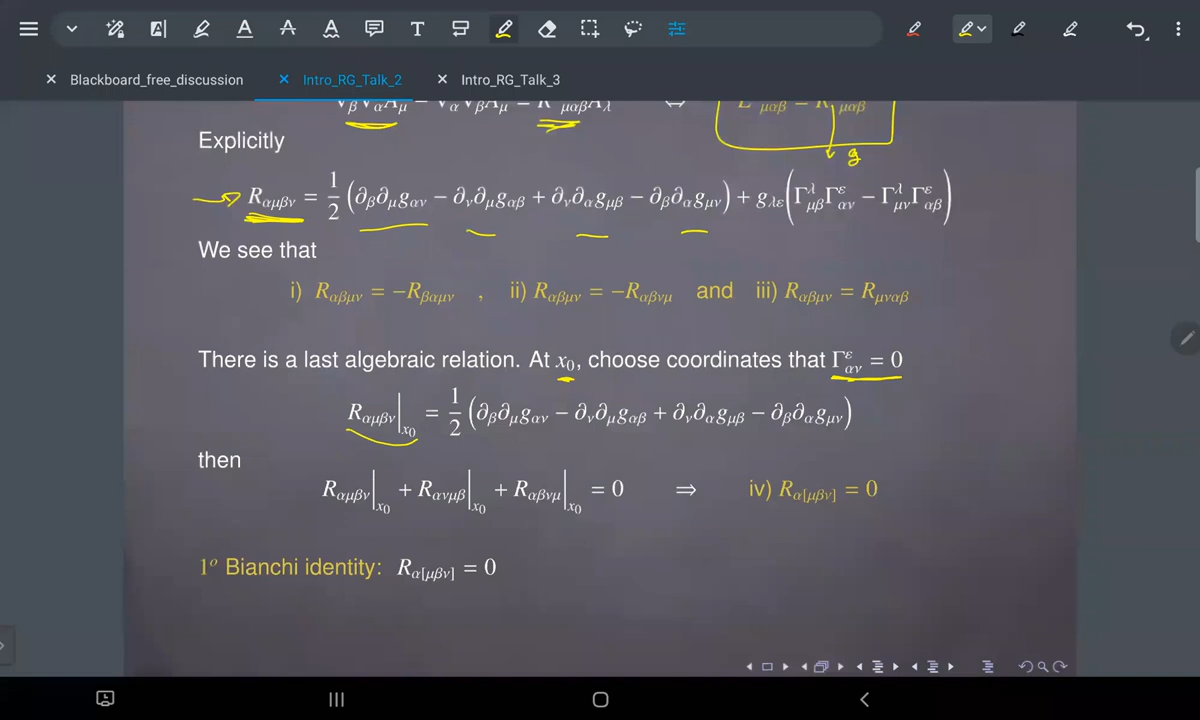 Blackboard_free_discussion Intro_RG_Talk_2 Intro_RG_Talk_3
Explicitly
g
R_{αμβν} = 1/2 (∂_β∂_μ g_{αν} − ∂_ν∂_μ g_{αβ} + ∂_ν∂_α g_{μβ} − ∂_β∂_α g_{μν}) + g_{λε}(Γ^λ_{μβ}Γ^ε_{αν} − Γ^λ_{μν}Γ^ε_{αβ})
We see that
i) R_{αβμν} = −R_{βαμν} , ii) R_{αβμν} = −R_{αβνμ} and iii) R_{αβμν} = R_{μναβ}
There is a last algebraic relation. At x_0, choose coordinates that Γ^ε_{αν} = 0
R_{αμβν}|_{x_0} = 1/2 (∂_β∂_μ g_{αν} − ∂_ν∂_μ g_{αβ} + ∂_ν∂_α g_{μβ} − ∂_β∂_α g_{μν})
then
R_{αμβν}|_{x_0} + R_{ανμβ}|_{x_0} + R_{αβνμ}|_{x_0} = 0 ⇒ iv) R_{α[μβν]} = 0
1º Bianchi identity: R_{α[μβν]} = 0